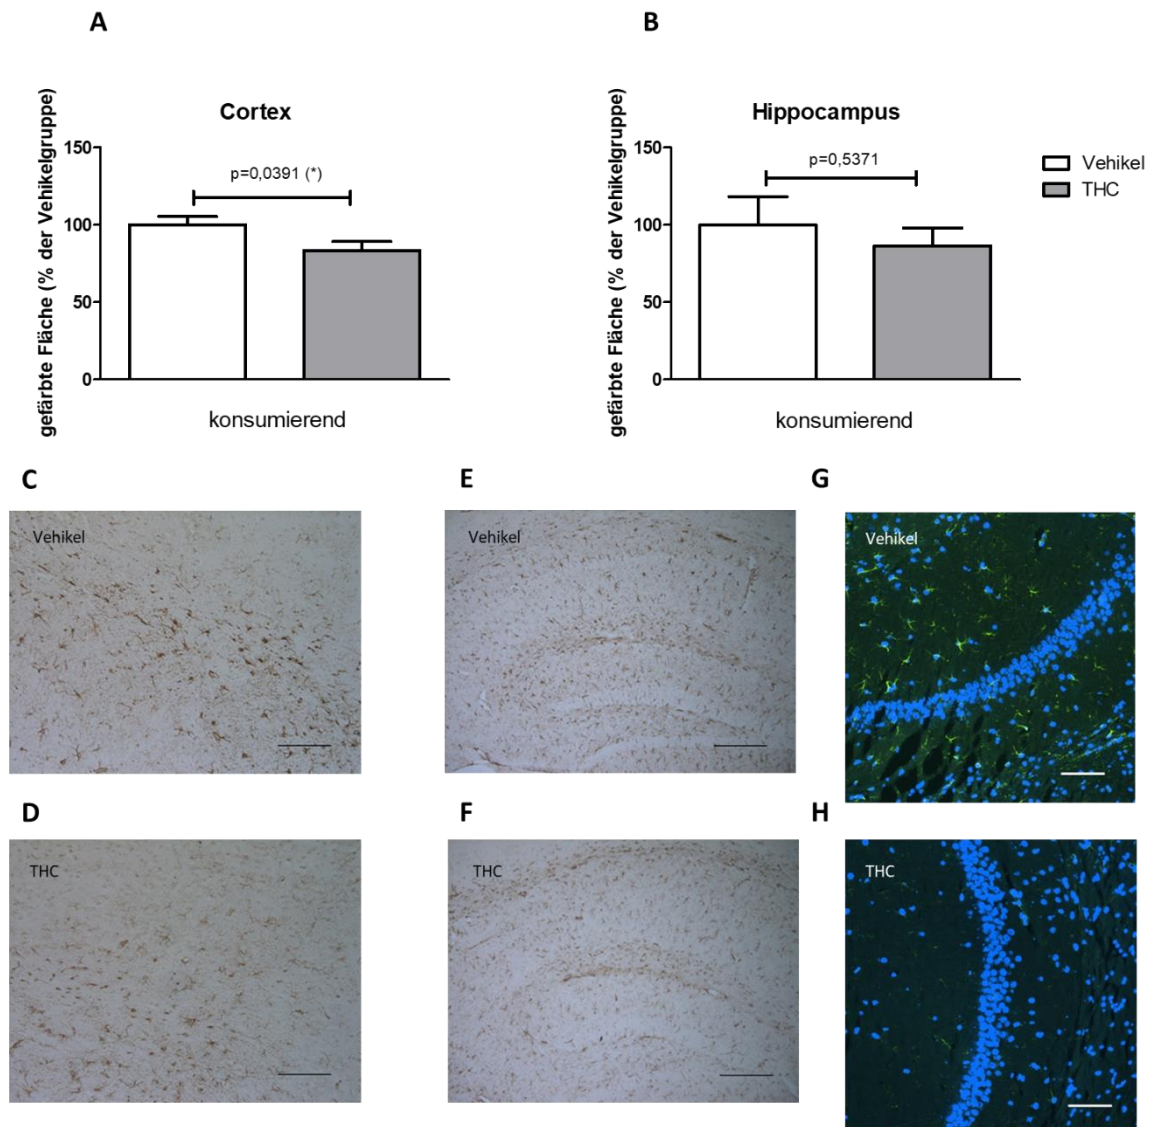 A
B
Cortex
gefärbte Fläche (% der Vehikelgruppe)
150
100
50
0
p=0,0391 (*)
konsumierend
Hippocampus
gefärbte Fläche (% der Vehikelgruppe)
150
100
50
0
p=0,5371
konsumierend
Vehikel
THC
C
E
G
Vehikel
Vehikel
Vehikel
D
F
H
THC
THC
THC